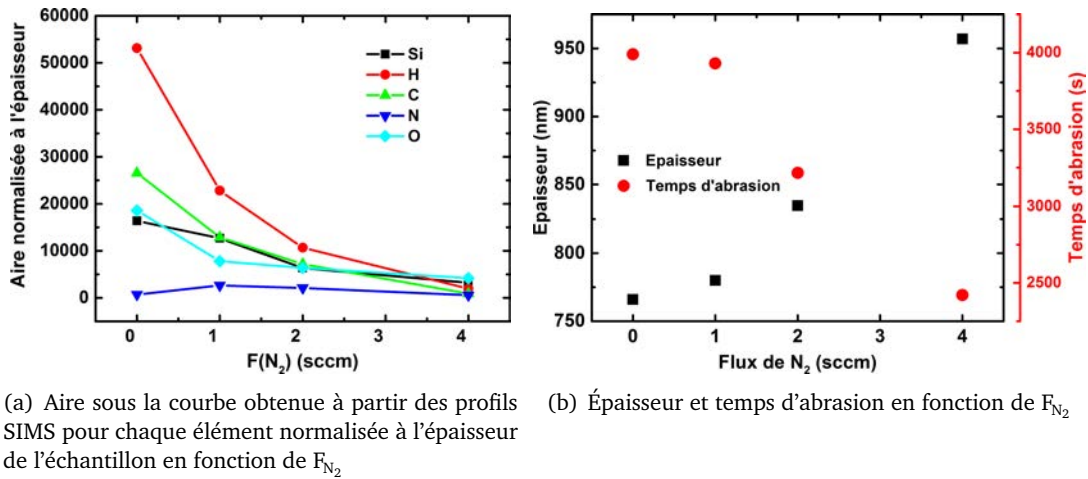 Aire normalisée à l'épaisseur
60000
50000
40000
30000
20000
10000
0
Si
H
C
N
O
0 1 2 3 4
F(N₂) (sccm)
Epaisseur (nm)
950
900
850
800
750
Epaisseur
Temps d'abrasion
4000
3500
3000
2500
Temps d'abrasion (s)
0 1 2 3 4
Flux de N₂ (sccm)
(a) Aire sous la courbe obtenue à partir des profils
SIMS pour chaque élément normalisée à l'épaisseur
de l'échantillon en fonction de F_N₂
(b) Épaisseur et temps d'abrasion en fonction de F_N₂